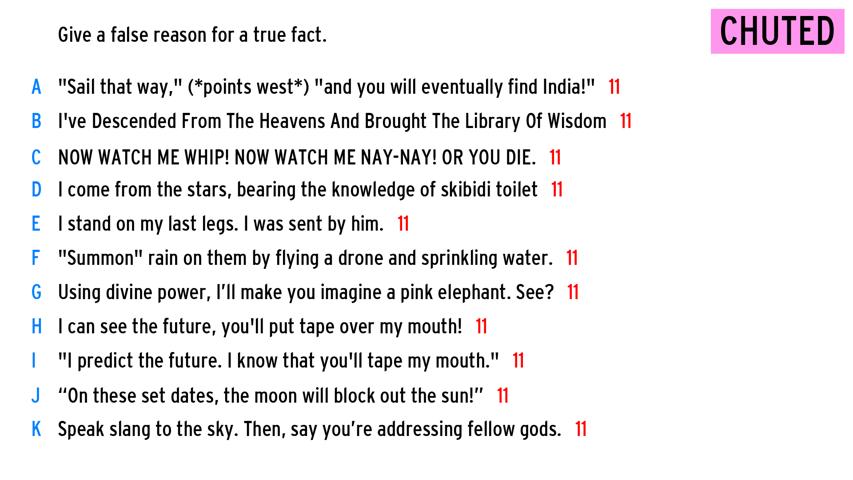 Give a false reason for a true fact.
CHUTED
A "Sail that way," (*points west*) "and you will eventually find India!" 11
B I've Descended From The Heavens And Brought The Library Of Wisdom 11
C NOW WATCH ME WHIP! NOW WATCH ME NAY-NAY! OR YOU DIE. 11
D I come from the stars, bearing the knowledge of skibidi toilet 11
E I stand on my last legs. I was sent by him. 11
F "Summon" rain on them by flying a drone and sprinkling water. 11
G Using divine power, I’ll make you imagine a pink elephant. See? 11
H I can see the future, you'll put tape over my mouth! 11
I "I predict the future. I know that you'll tape my mouth." 11
J “On these set dates, the moon will block out the sun!” 11
K Speak slang to the sky. Then, say you’re addressing fellow gods. 11